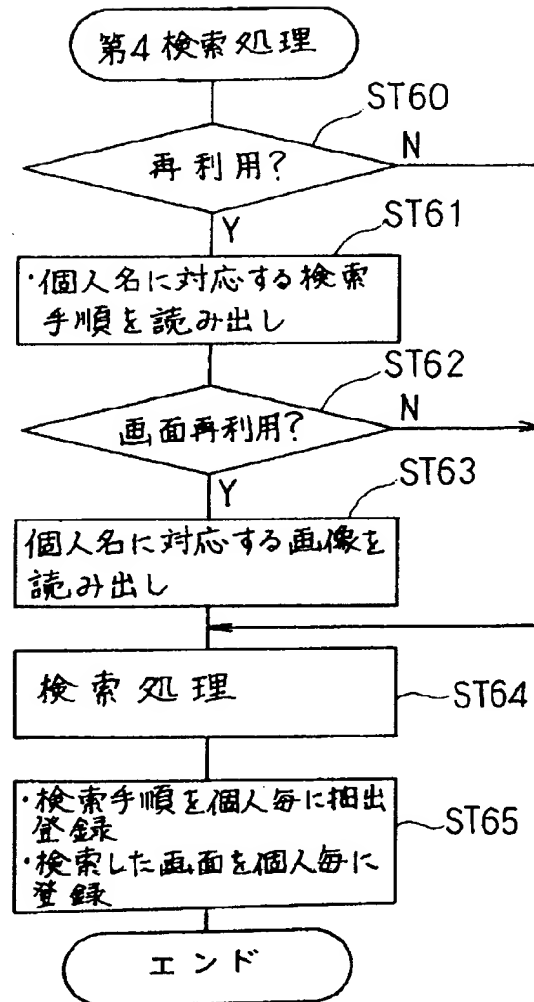 第4検索処理
ST60
再利用?
N
Y
ST61
・個人名に対応する検索
手順を読み出し
ST62
画面再利用?
N
Y
ST63
個人名に対応する画像を
読み出し
検索処理
ST64
・検索手順を個人毎に抽出
登録
・検索した画面を個人毎に
登録
ST65
エンド